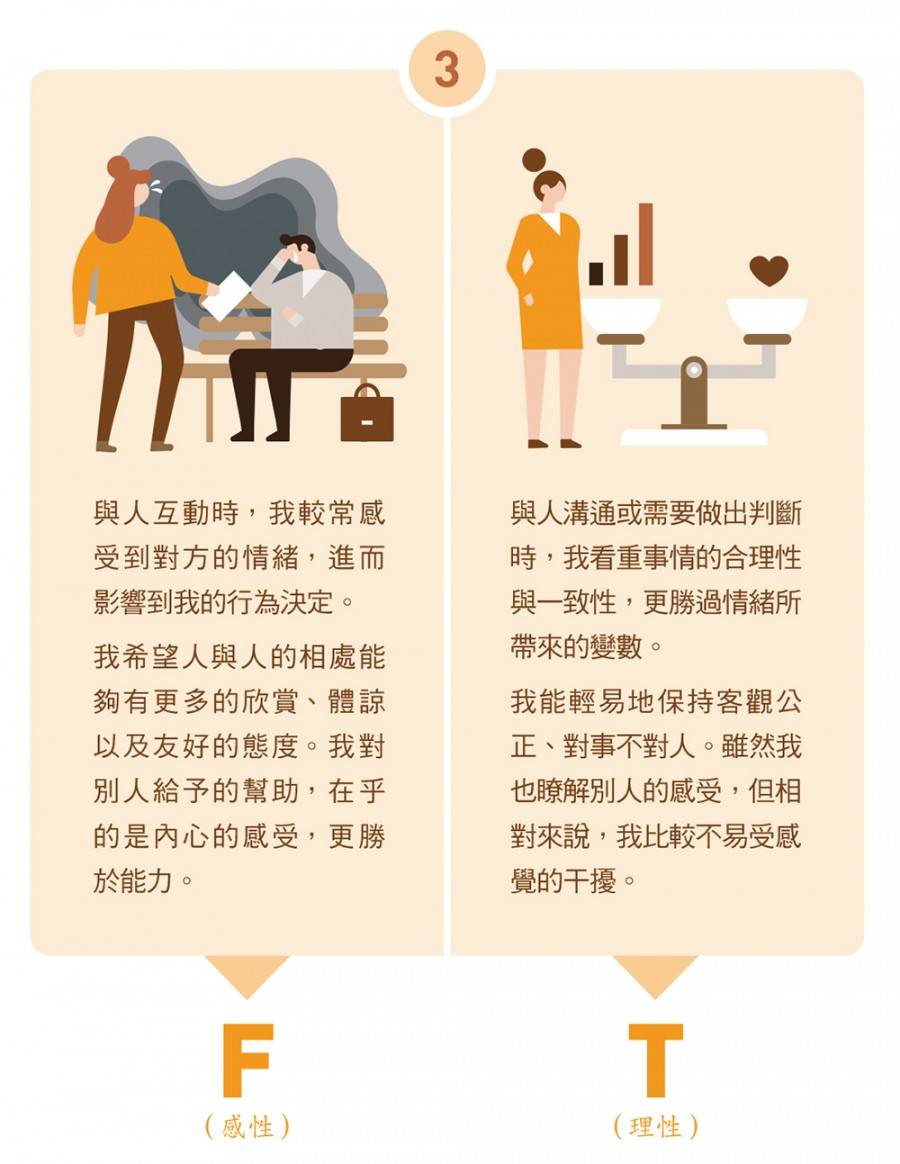 3
與人互動時，我較常感
受到對方的情緒，進而
影響到我的行為決定。
我希望人與人的相處能
夠有更多的欣賞、體諒
以及友好的態度。我對
別人給予的幫助，在乎
的是內心的感受，更勝
於能力。
與人溝通或需要做出判斷
時，我看重事情的合理性
與一致性，更勝過情緒所
帶來的變數。
我能輕易地保持客觀公
正、對事不對人。雖然我
也瞭解別人的感受，但相
對來說，我比較不易受感
覺的干擾。
F
(感性)
T
(理性)